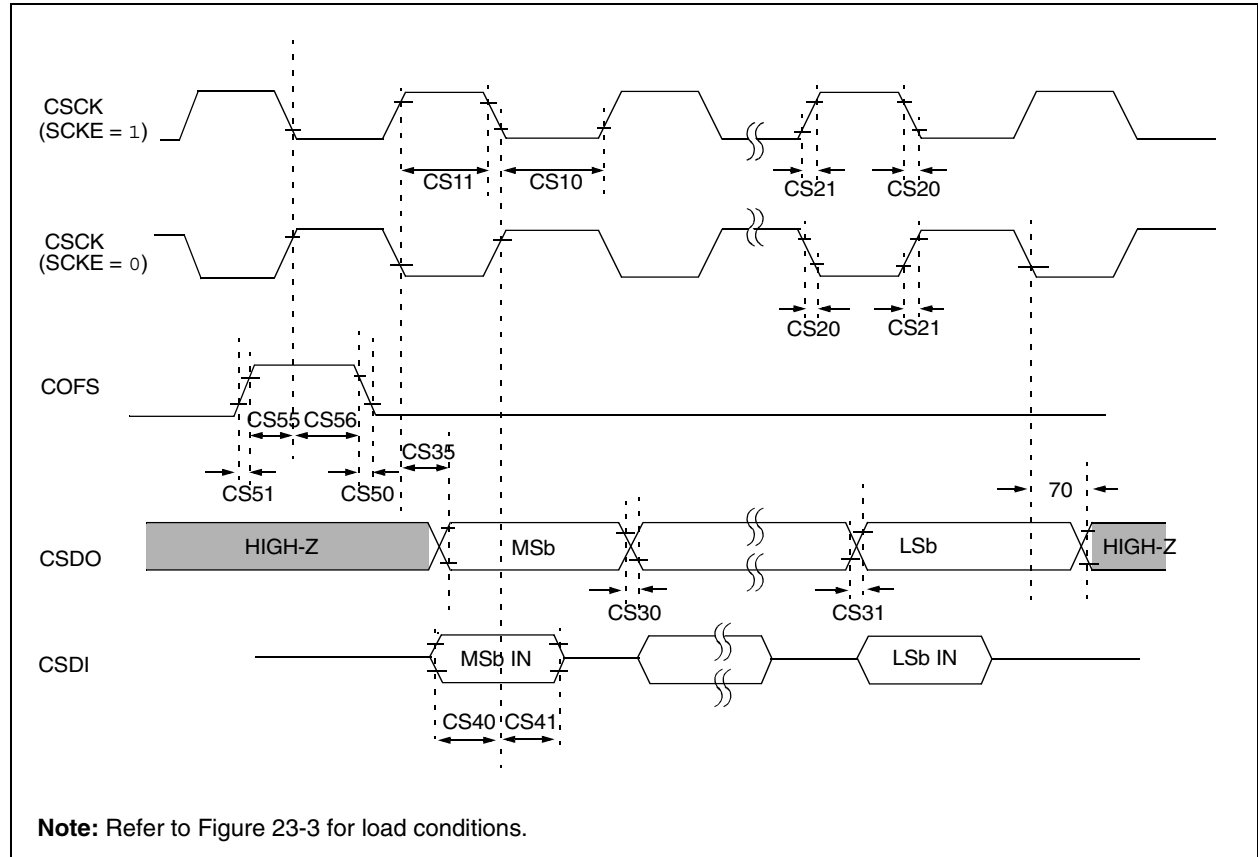 CSCK
(SCKE = 1)
CS11
CS10
CS21
CS20
CSCK
(SCKE = 0)
CS20
CS21
COFS
CS55
CS56
CS35
CS51
CS50
70
CSDO
HIGH-Z
MSb
LSb
HIGH-Z
CS30
CS31
CSDI
MSb IN
LSb IN
CS40
CS41
Note: Refer to Figure 23-3 for load conditions.